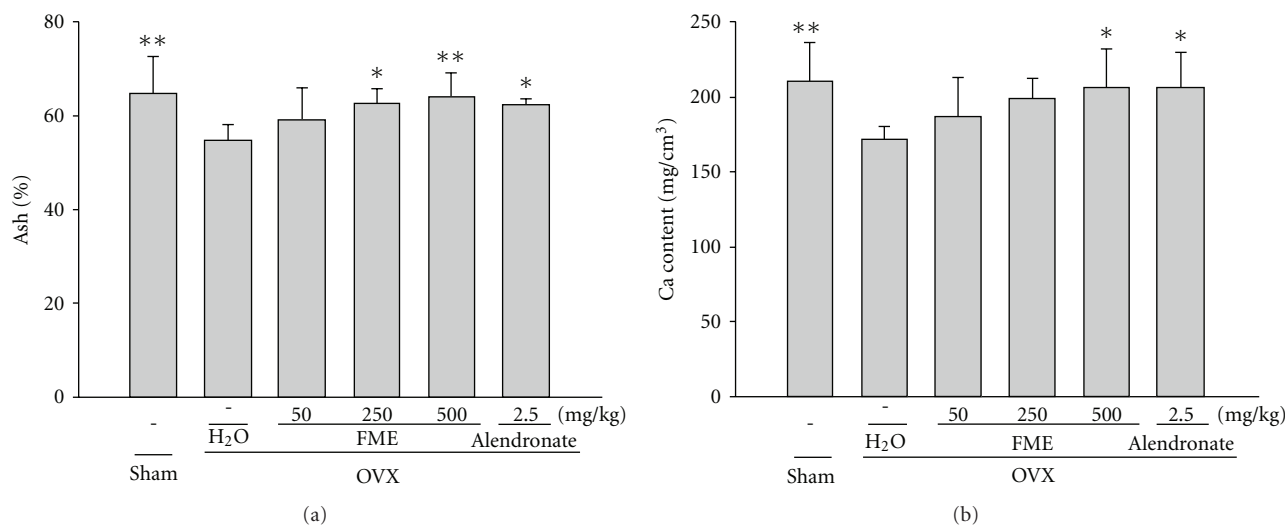 80
60
40
20
0
Ash (%)
** * ** *
- - 50 250 500 2.5 (mg/kg)
H₂O FME Alendronate
Sham OVX
(a)
250
200
150
100
50
0
Ca content (mg/cm³)
** * *
- - 50 250 500 2.5 (mg/kg)
H₂O FME Alendronate
Sham OVX
(b)